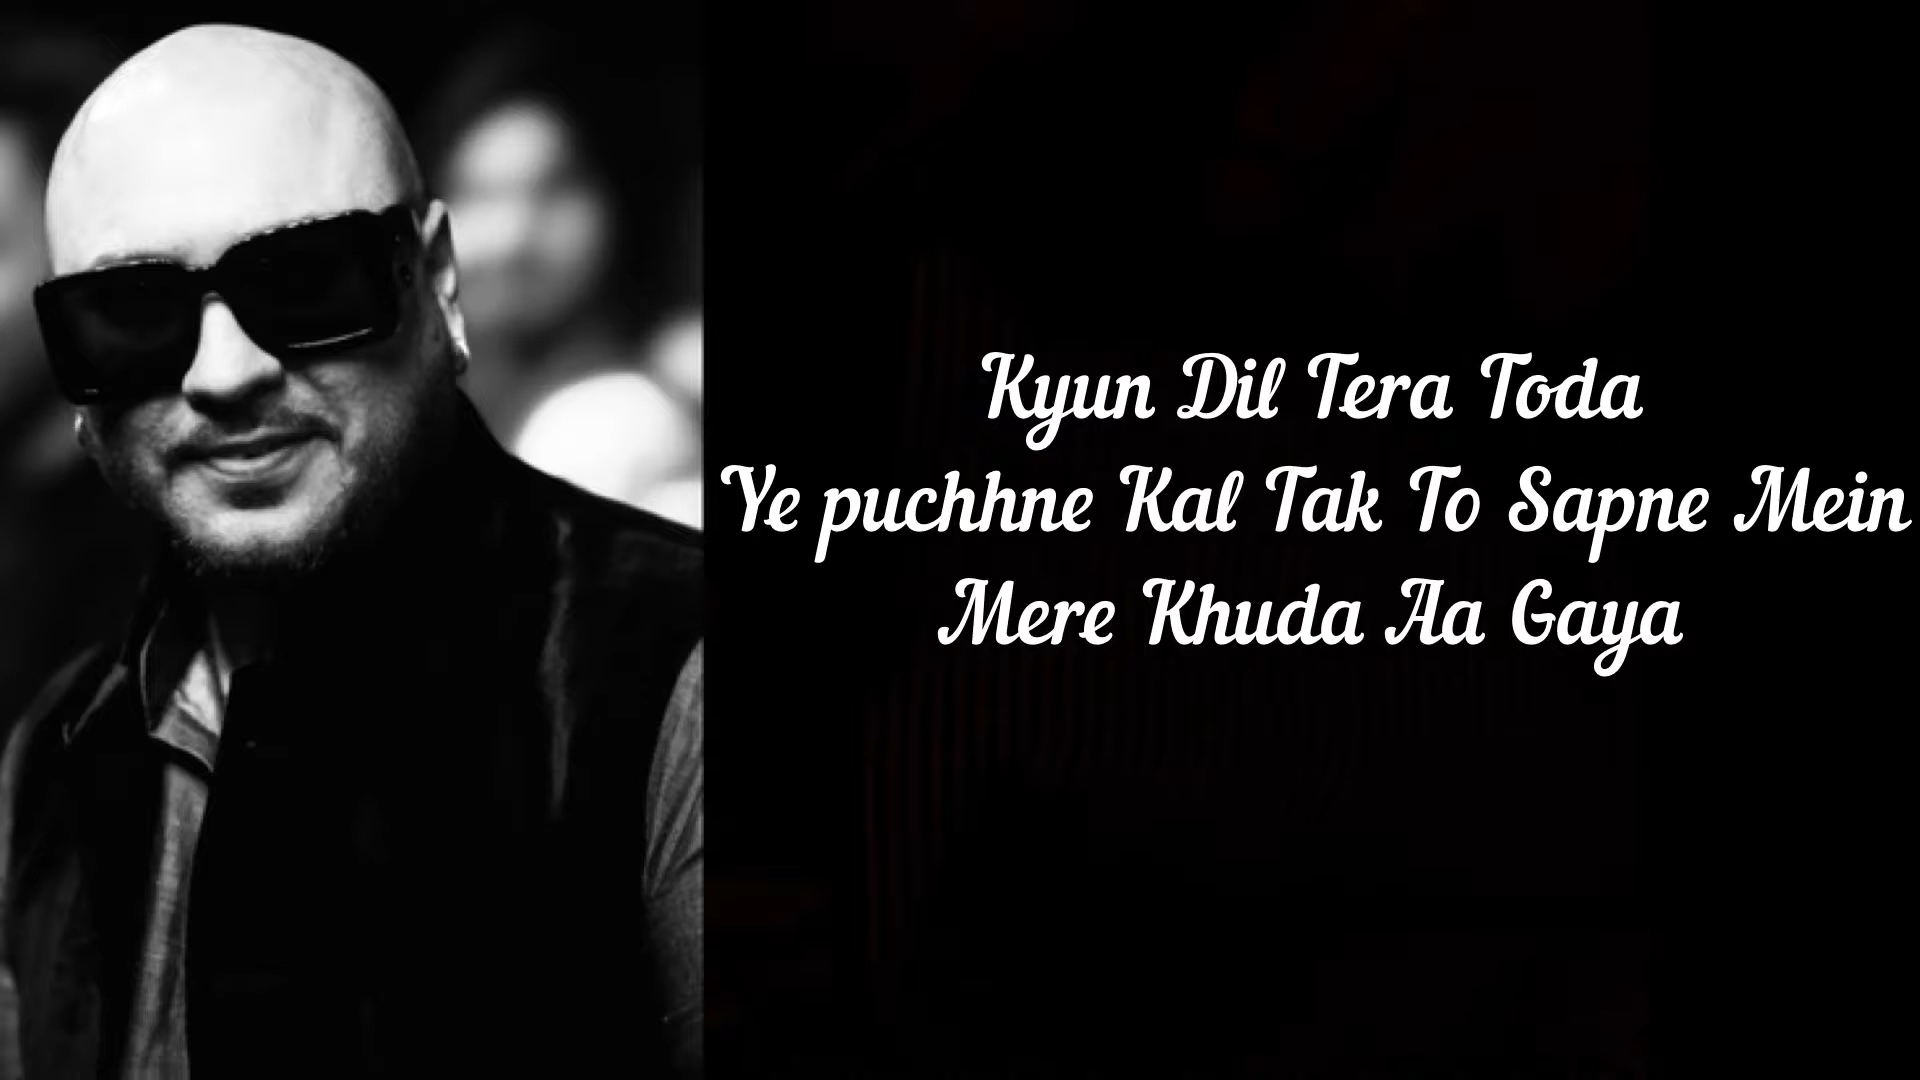 Kyun Dil Tera Toda
Ye puchhne Kal Tak To Sapne Mein
Mere Khuda Aa Gaya